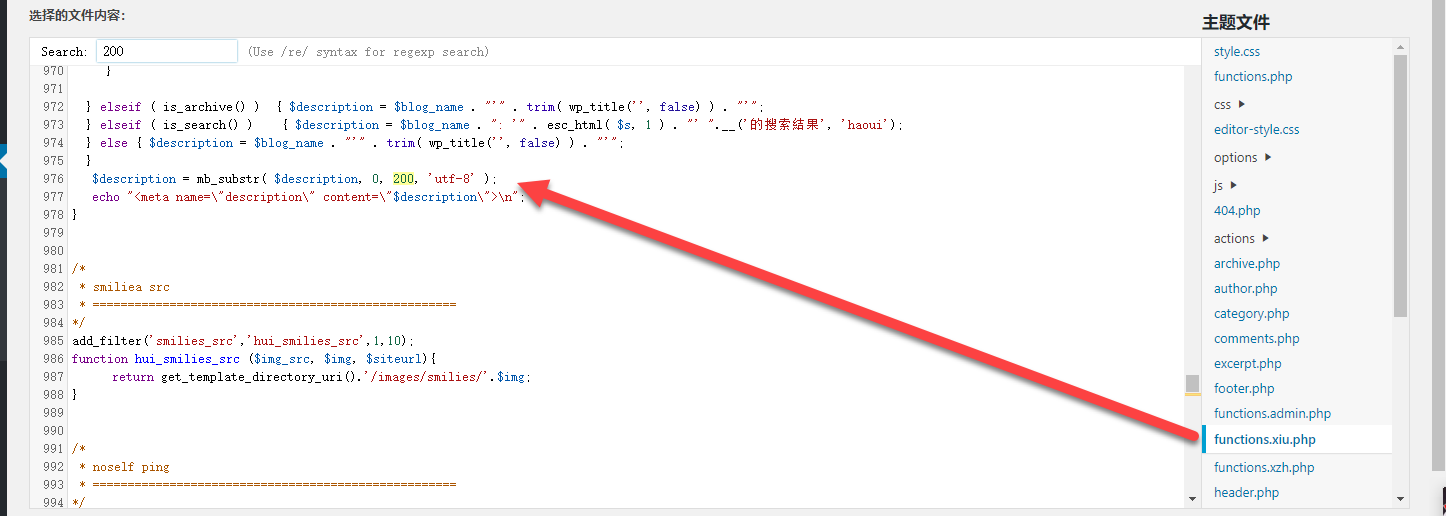 选择的文件内容:
Search: 200 (Use /re/ syntax for regexp search)
970 }
971
972 } elseif ( is_archive() ) { $description = $blog_name . "'" . trim( wp_title('', false) ) . "'";
973 } elseif ( is_search() ) { $description = $blog_name . ": '" . esc_html( $s, 1 ) . "' ".__('的搜索结果', 'haoui');
974 } else { $description = $blog_name . "'" . trim( wp_title('', false) ) . "'";
975 }
976 $description = mb_substr( $description, 0, 200, 'utf-8' );
977 echo "<meta name=\"description\" content=\"$description\">\n";
978 }
979
980
981 /*
982 * smiliea src
983 * ====================================================
984 */
985 add_filter('smilies_src','hui_smilies_src',1,10);
986 function hui_smilies_src ($img_src, $img, $siteurl){
987 return get_template_directory_uri().'/images/smilies/'.$img;
988 }
989
990
991 /*
992 * noself ping
993 * ====================================================
994 */
主题文件
style.css
functions.php
css
editor-style.css
options
js
404.php
actions
archive.php
author.php
category.php
comments.php
excerpt.php
footer.php
functions.admin.php
functions.xiu.php
functions.xzh.php
header.php